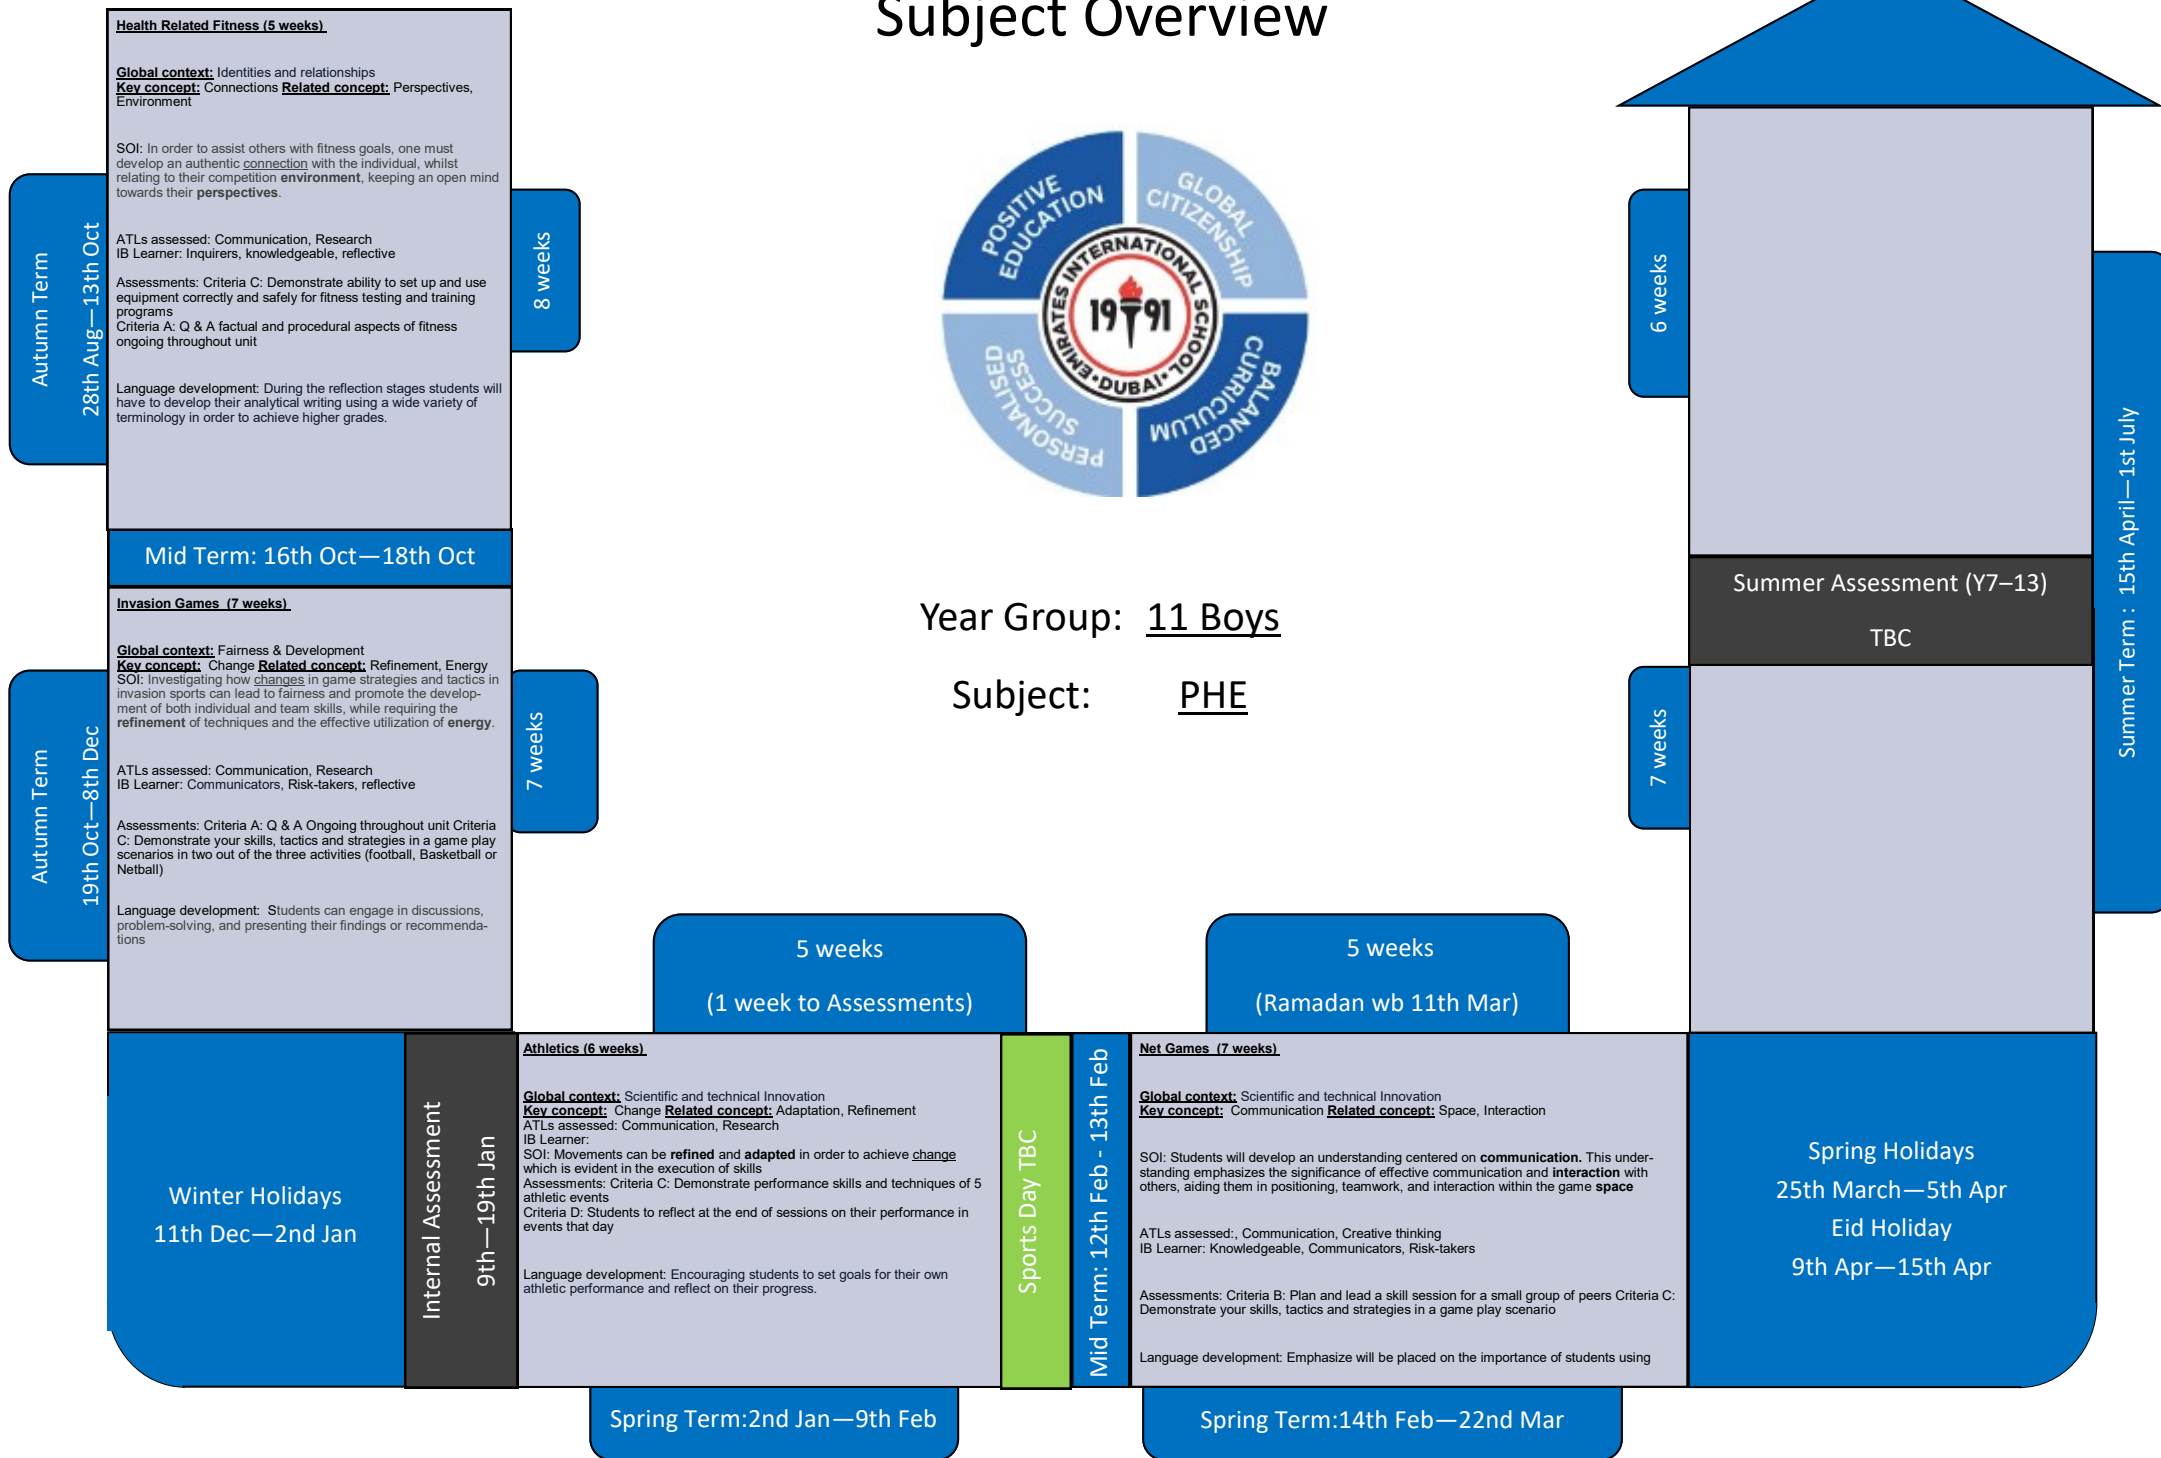 Subject Overview
Health Related Fitness (5 weeks)
Global context: Identities and relationships
Key concept: Connections Related concept: Perspectives,
Environment
SOI: In order to assist others with fitness goals, one must
develop an authentic connection with the individual, whilst
relating to their competition environment, keeping an open mind
towards their perspectives.
ATLs assessed: Communication, Research
IB Learner: Inquirers, knowledgeable, reflective
Assessments: Criteria C: Demonstrate ability to set up and use
equipment correctly and safely for fitness testing and training
programs
Criteria A: Q & A factual and procedural aspects of fitness
ongoing throughout unit
Language development: During the reflection stages students will
have to develop their analytical writing using a wide variety of
terminology in order to achieve higher grades.
Autumn Term
28th Aug—13th Oct
8 weeks
Mid Term: 16th Oct—18th Oct
Invasion Games  (7 weeks)
Global context: Fairness & Development
Key concept:  Change Related concept: Refinement, Energy
SOI: Investigating how changes in game strategies and tactics in
invasion sports can lead to fairness and promote the develop-
ment of both individual and team skills, while requiring the
refinement of techniques and the effective utilization of energy.
ATLs assessed: Communication, Research
IB Learner: Communicators, Risk-takers, reflective
Assessments: Criteria A: Q & A Ongoing throughout unit Criteria
C: Demonstrate your skills, tactics and strategies in a game play
scenarios in two out of the three activities (football, Basketball or
Netball)
Language development:  Students can engage in discussions,
problem-solving, and presenting their findings or recommenda-
tions
Autumn Term
19th Oct—8th Dec
7 weeks
Winter Holidays
11th Dec—2nd Jan
Internal Assessment
9th—19th Jan
5 weeks
(1 week to Assessments)
Athletics (6 weeks)
Global context: Scientific and technical Innovation
Key concept:  Change Related concept: Adaptation, Refinement
ATLs assessed: Communication, Research
IB Learner:
SOI: Movements can be refined and adapted in order to achieve change
which is evident in the execution of skills
Assessments: Criteria C: Demonstrate performance skills and techniques of 5
athletic events
Criteria D: Students to reflect at the end of sessions on their performance in
events that day
Language development: Encouraging students to set goals for their own
athletic performance and reflect on their progress.
Spring Term:2nd Jan—9th Feb
Sports Day TBC
Mid Term: 12th Feb - 13th Feb
5 weeks
(Ramadan wb 11th Mar)
Net Games  (7 weeks)
Global context: Scientific and technical Innovation
Key concept:  Communication Related concept: Space, Interaction
SOI: Students will develop an understanding centered on communication. This under-
standing emphasizes the significance of effective communication and interaction with
others, aiding them in positioning, teamwork, and interaction within the game space
ATLs assessed:, Communication, Creative thinking
IB Learner: Knowledgeable, Communicators, Risk-takers
Assessments: Criteria B: Plan and lead a skill session for a small group of peers Criteria C:
Demonstrate your skills, tactics and strategies in a game play scenario
Language development: Emphasize will be placed on the importance of students using
Spring Term:14th Feb—22nd Mar
Spring Holidays
25th March—5th Apr
Eid Holiday
9th Apr—15th Apr
7 weeks
Summer Assessment (Y7–13)
TBC
6 weeks
Summer Term :  15th April—1st July
POSITIVE
EDUCATION
GLOBAL
CITIZENSHIP
BALANCED
CURRICULUM
PERSONALISED
SUCCESS
EMIRATES INTERNATIONAL SCHOOL
•DUBAI•
1991
Year Group:  11 Boys
Subject:  PHE